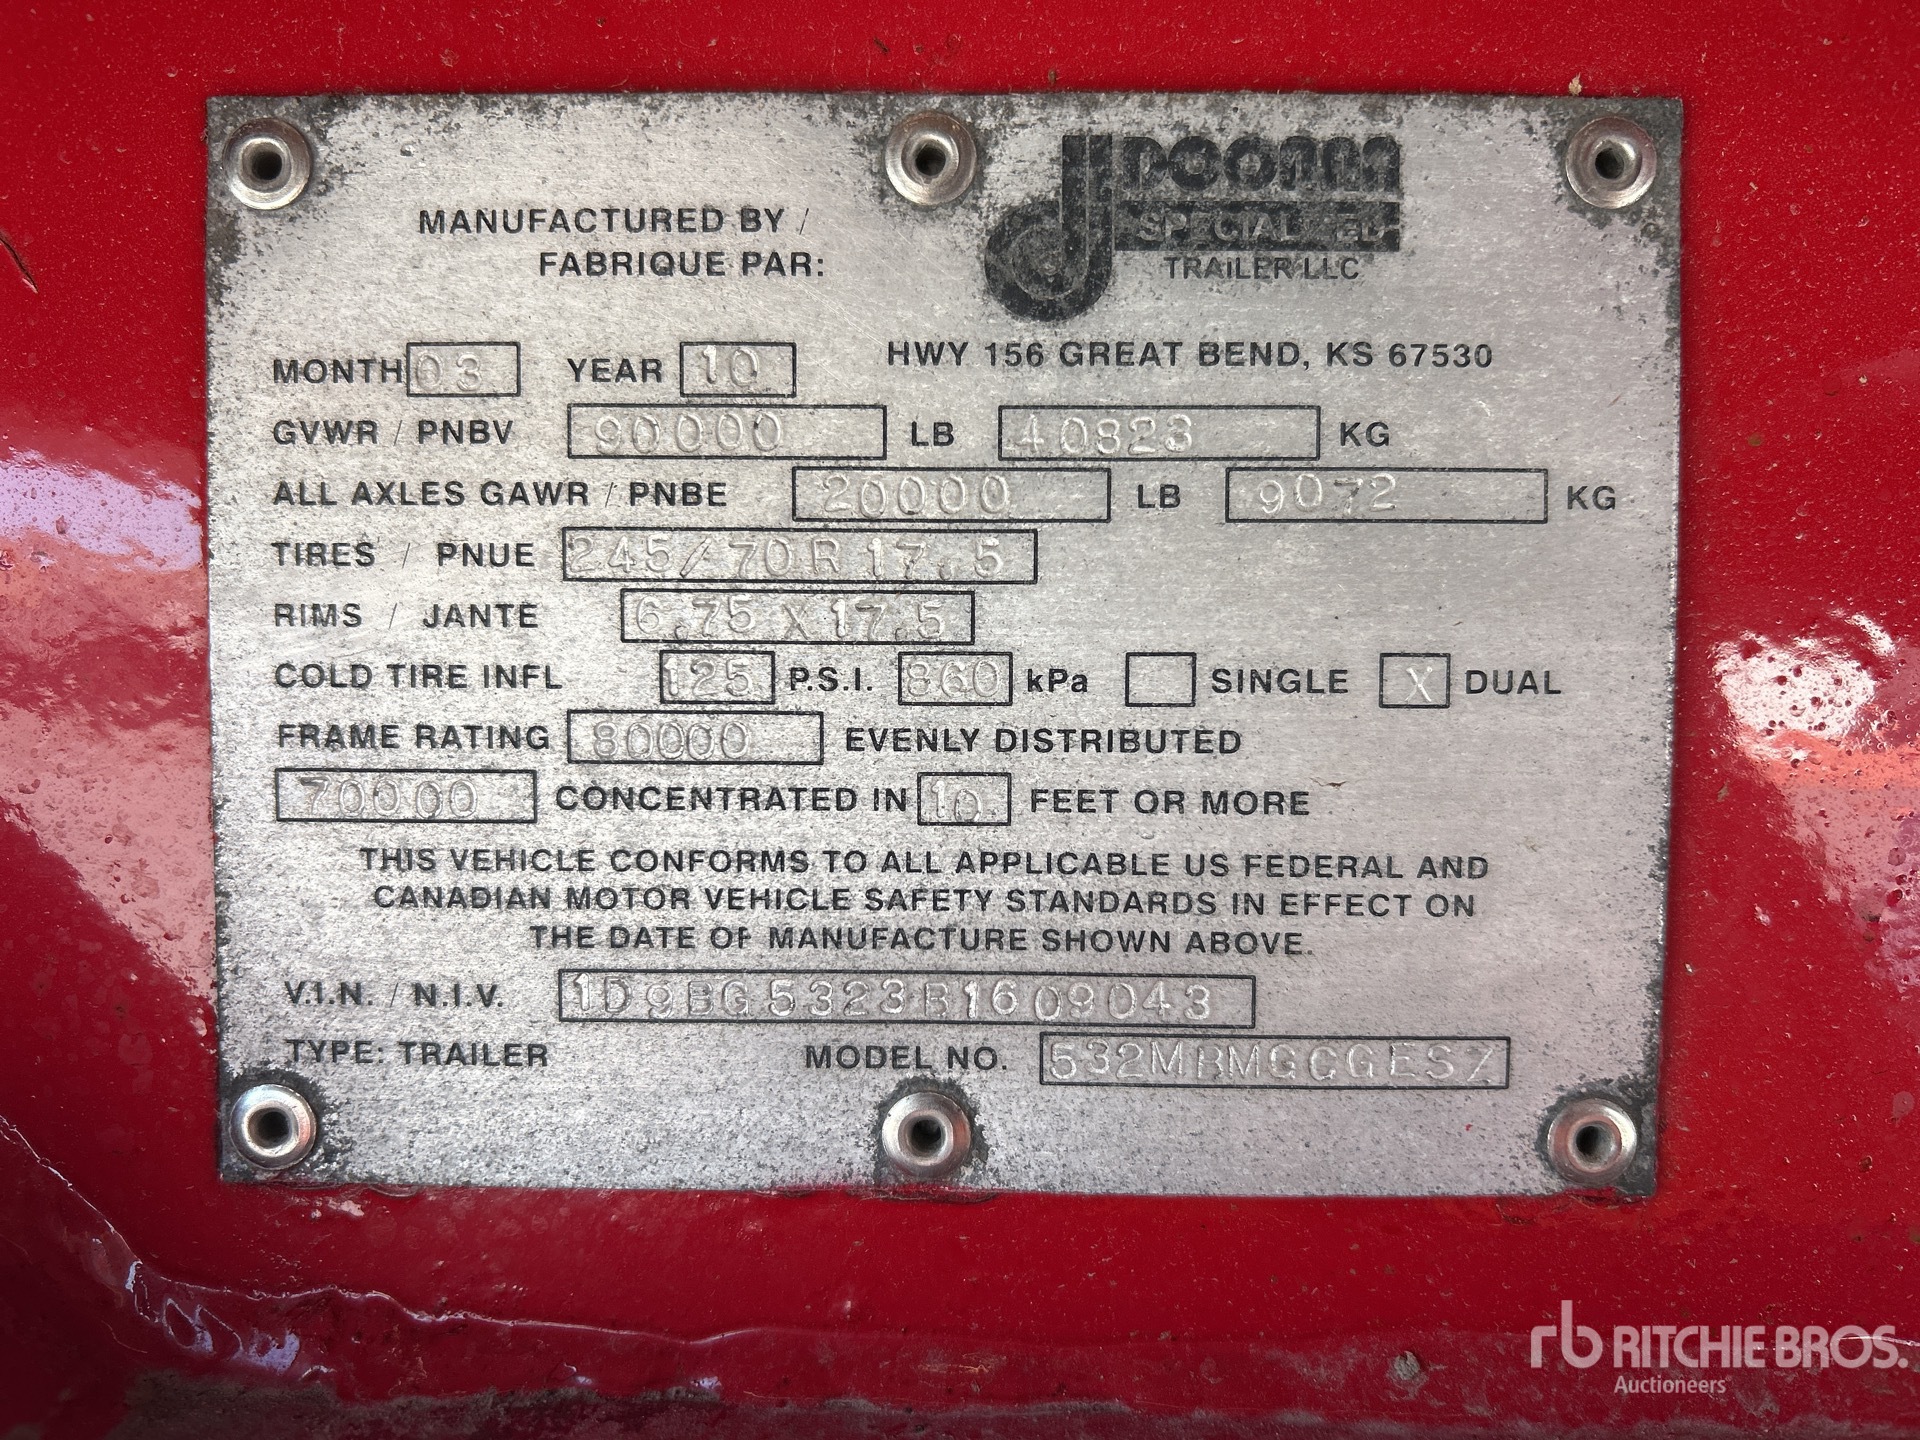 MANUFACTURED BY /
FABRIQUE PAR:
DOONAN
SPECIALIZED
TRAILER LLC
HWY 156 GREAT BEND, KS 67530
MONTH 03 YEAR 10
GVWR / PNBV 90000 LB 40823 KG
ALL AXLES GAWR / PNBE 20000 LB 9072 KG
TIRES / PNUE 245/70R17.5
RIMS / JANTE 6.75X17.5
COLD TIRE INFL 125 P.S.I. 860 kPa SINGLE X DUAL
FRAME RATING 80000 EVENLY DISTRIBUTED
70000 CONCENTRATED IN 10 FEET OR MORE
THIS VEHICLE CONFORMS TO ALL APPLICABLE US FEDERAL AND
CANADIAN MOTOR VEHICLE SAFETY STANDARDS IN EFFECT ON
THE DATE OF MANUFACTURE SHOWN ABOVE.
V.I.N. / N.I.V. 1D9BG5323B1609043
TYPE: TRAILER MODEL NO. 532MRMGCGESZ
rb RITCHIE BROS.
Auctioneers